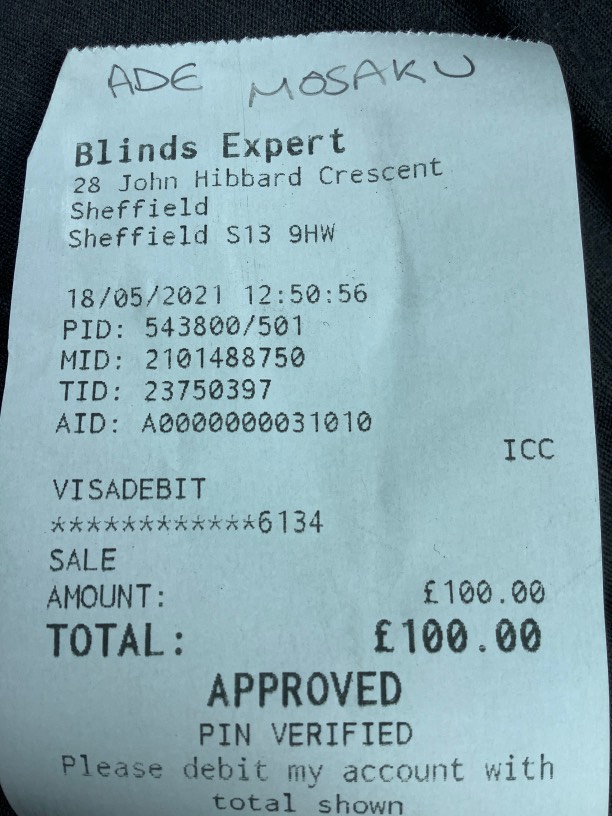 ADE MOSAKU
Blinds Expert
28 John Hibbard Crescent
Sheffield
Sheffield S13 9HW
18/05/2021 12:50:56
PID: 543800/501
MID: 2101488750
TID: 23750397
AID: A0000000031010
ICC
VISADEBIT
************6134
SALE
AMOUNT: £100.00
TOTAL: £100.00
APPROVED
PIN VERIFIED
Please debit my account with
total shown